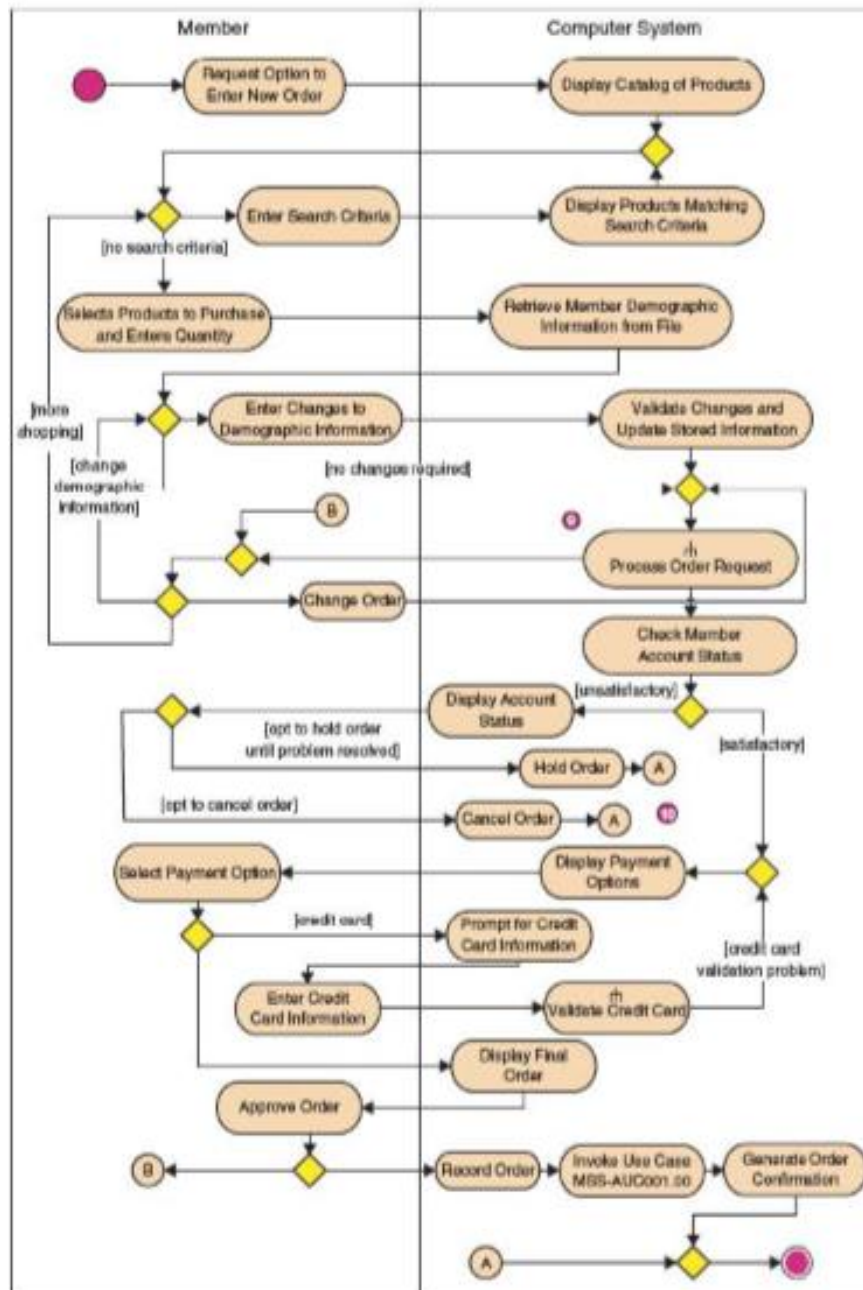 Member
Computer System
Request Option to
Enter New Order
Display Catalog of Products
Enter Search Criteria
Display Products Matching
Search Criteria
[no search criteria]
Selects Products to Purchase
and Enters Quantity
Retrieve Member Demographic
Information from File
[more
shopping]
Enter Changes to
Demographic Information
Validate Changes and
Update Stored Information
[change
demographic
information]
[no changes required]
B
Process Order Request
Change Order
Check Member
Account Status
[unsatisfactory]
Display Account
Status
[opt to hold order
until problem resolved]
[satisfactory]
Hold Order
A
[opt to cancel order]
Cancel Order
A
10
Select Payment Option
Display Payment
Options
[credit card]
Prompt for Credit
Card Information
[credit card
validation problem]
Enter Credit
Card Information
Validate Credit Card
Display Final
Order
Approve Order
B
Record Order
Invoke Use Case
MSS-AUC001.00
Generate Order
Confirmation
A